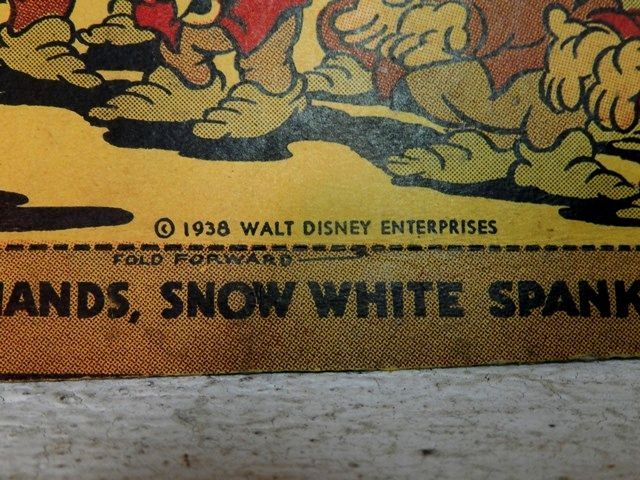 © 1938 WALT DISNEY ENTERPRISES
FOLD FORWARD
HANDS, SNOW WHITE SPANK